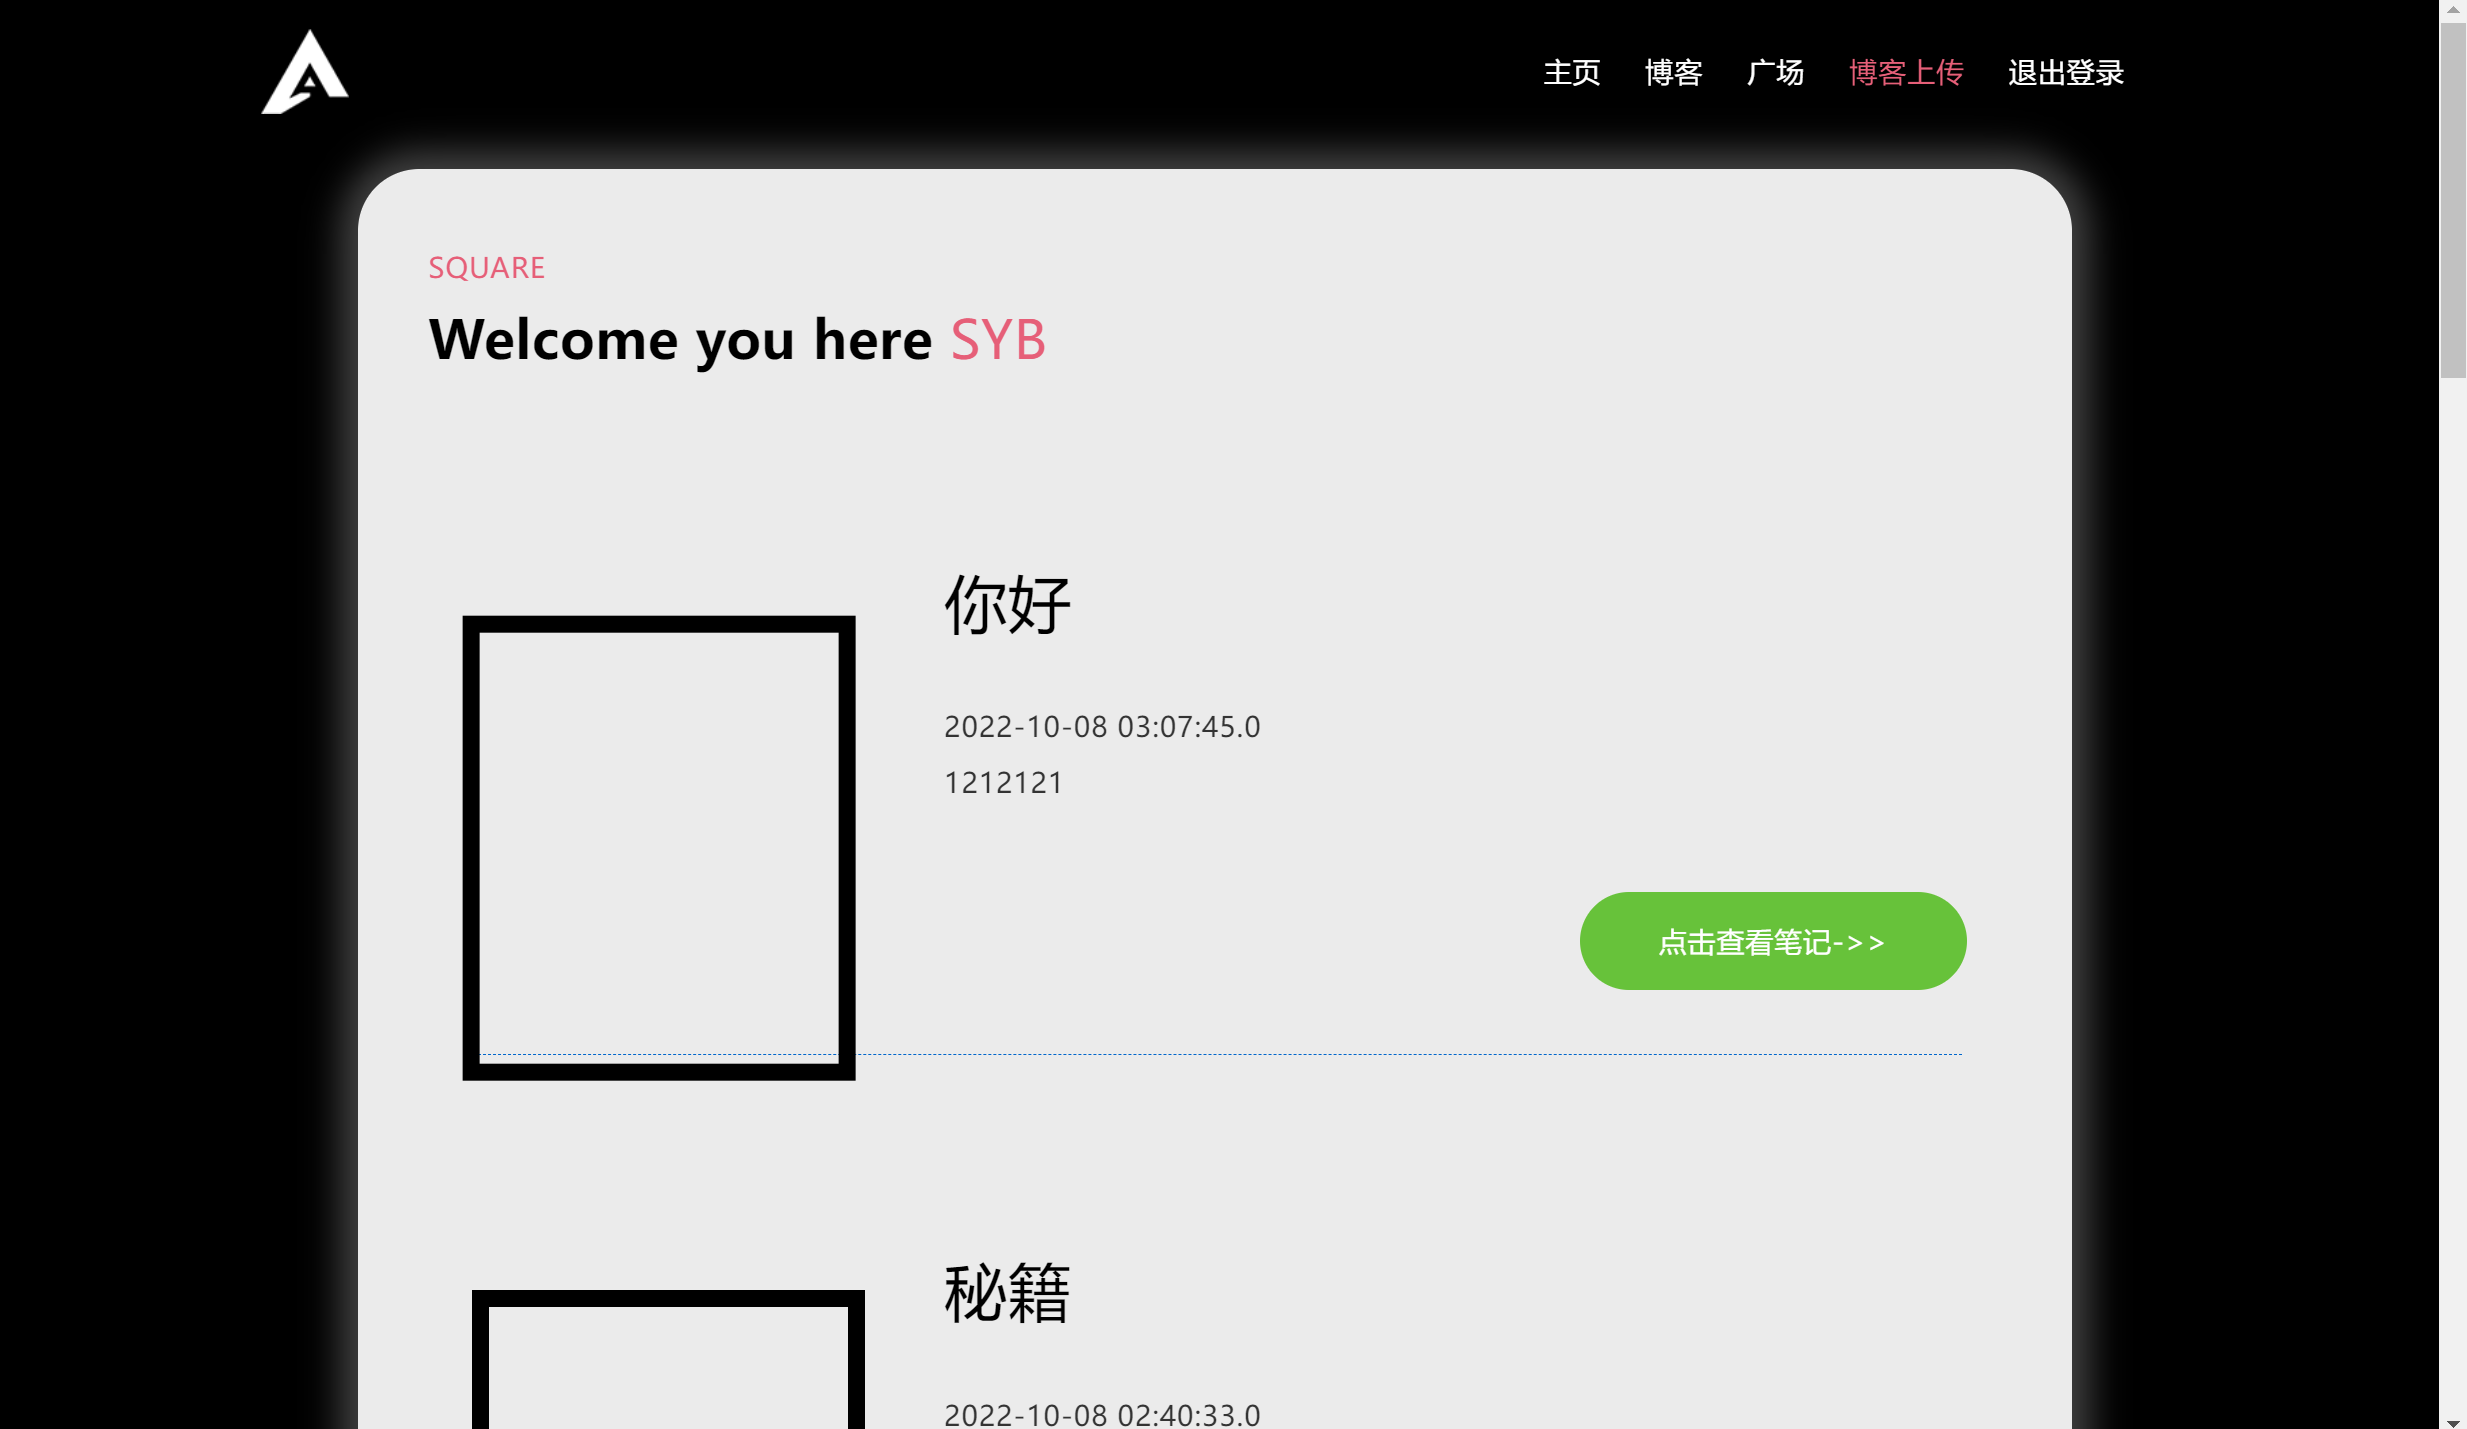 主页 博客 广场 博客上传 退出登录
SQUARE
Welcome you here SYB
你好
2022-10-08 03:07:45.0
1212121
点击查看笔记->>
秘籍
2022-10-08 02:40:33.0